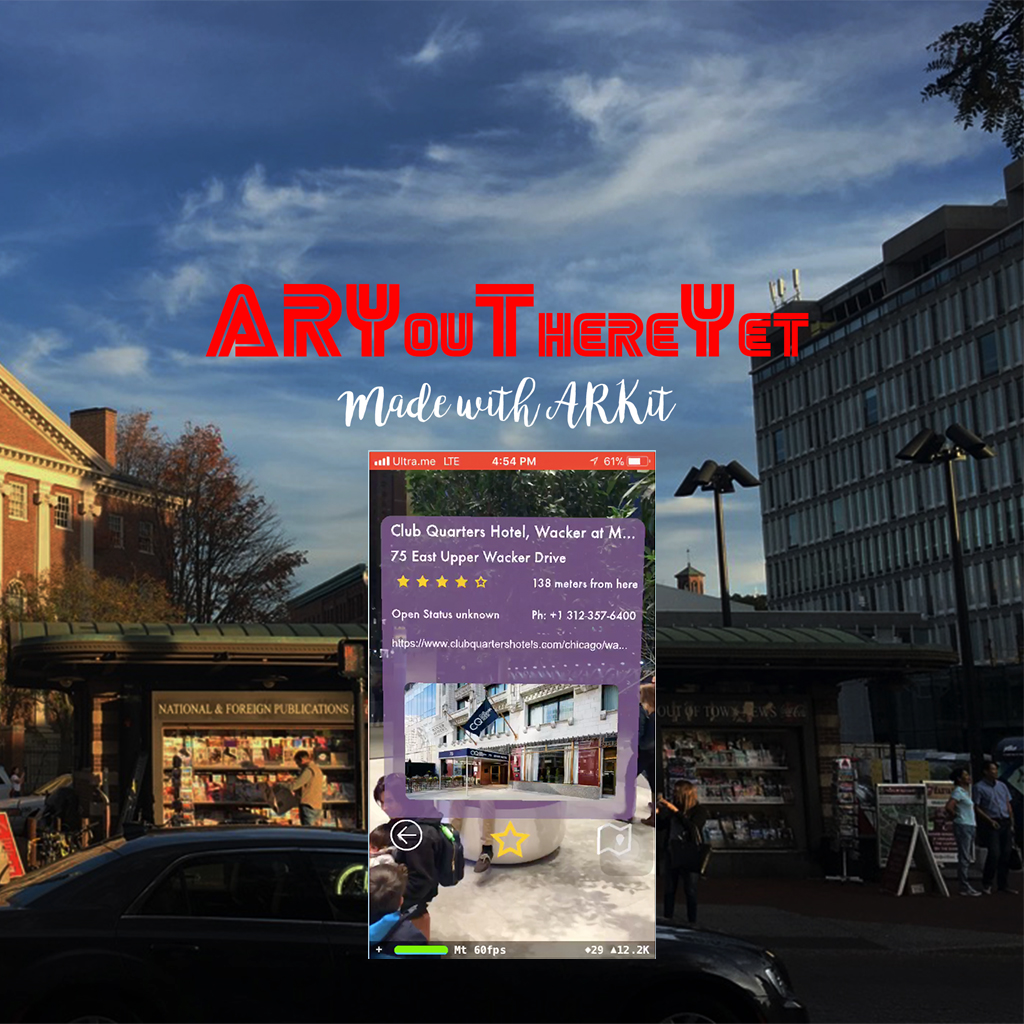 ARYouThereYet
Made with ARKit
Ultra.me LTE 4:54 PM 61%
Club Quarters Hotel, Wacker at M...
75 East Upper Wacker Drive
138 meters from here
Open Status unknown Ph: +1 312-357-6400
https://www.clubquartershotels.com/chicago/wa...
CQ
CQ
NATIONAL & FOREIGN PUBLICATIONS
OUT OF TOWN NEWS
+ Mt 60fps ◆29 ▲12.2K